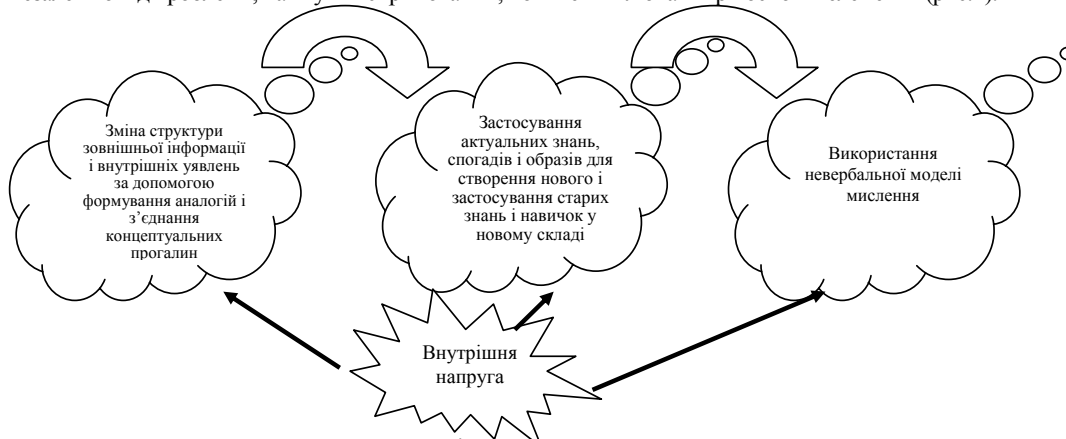 Зміна структури
зовнішньої інформації
і внутрішніх уявлень
за допомогою
формування аналогій і
з’єднання
концептуальних
прогалин
Застосування
актуальних знань,
спогадів і образів для
створення нового і
застосування старих
знань і навичок у
новому складі
Використання
невербальної моделі
мислення
Внутрішня
напруга